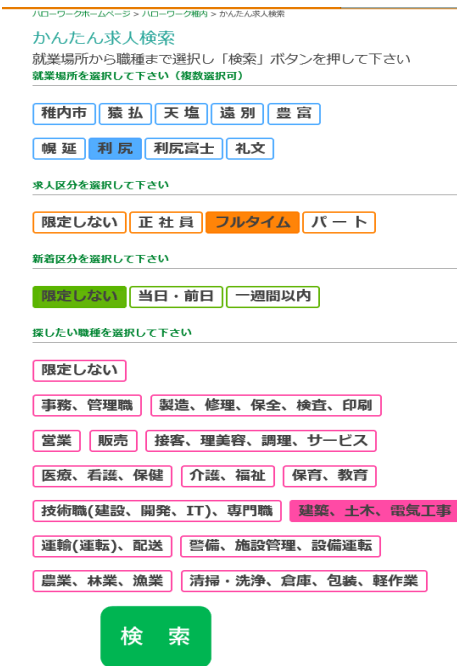 ハローワークホームページ > ハローワーク稚内 > かんたん求人検索
かんたん求人検索
就業場所から職種まで選択し「検索」ボタンを押して下さい
就業場所を選択して下さい（複数選択可）
稚内市 猿 払 天 塩 遠 別 豊 富
幌 延 利 尻 利尻富士 礼文
求人区分を選択して下さい
限定しない 正 社 員 フルタイム パ ー ト
新着区分を選択して下さい
限定しない 当日・前日 一週間以内
探したい職種を選択して下さい
限定しない
事務、管理職 製造、修理、保全、検査、印刷
営業 販売 接客、理美容、調理、サービス
医療、看護、保健 介護、福祉 保育、教育
技術職(建設、開発、IT)、専門職 建築、土木、電気工事
運輸(運転)、配送 警備、施設管理、設備運転
農業、林業、漁業 清掃・洗浄、倉庫、包装、軽作業
検 索